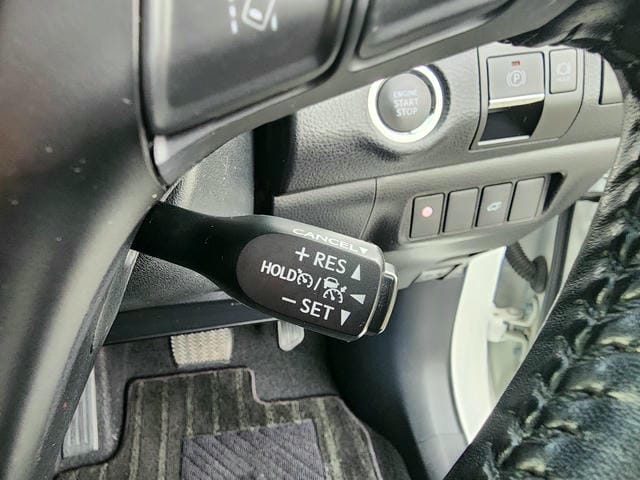 ENGINE
START
STOP
P
CANCEL▼
+ RES ▲
HOLD / ◀
− SET ▼